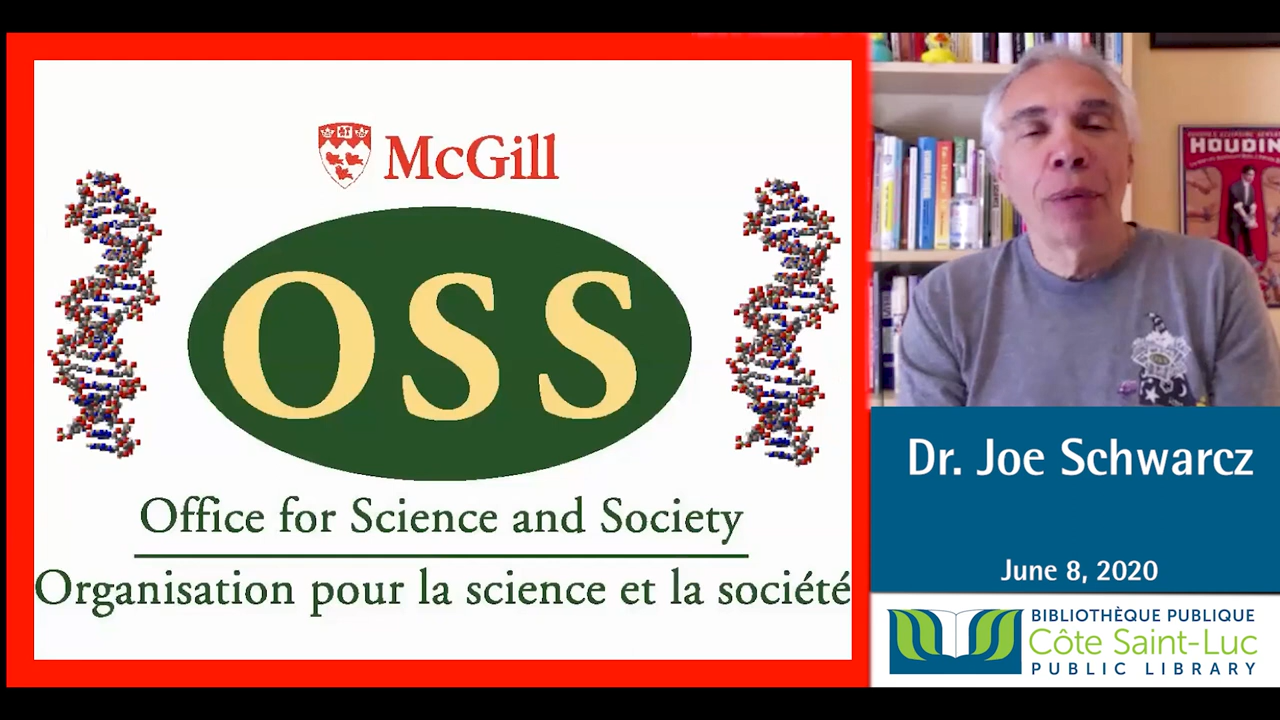 McGill
OSS
Office for Science and Society
Organisation pour la science et la société
HOUDIN
Dr. Joe Schwarcz
June 8, 2020
BIBLIOTHÈQUE PUBLIQUE
Côte Saint-Luc
PUBLIC LIBRARY